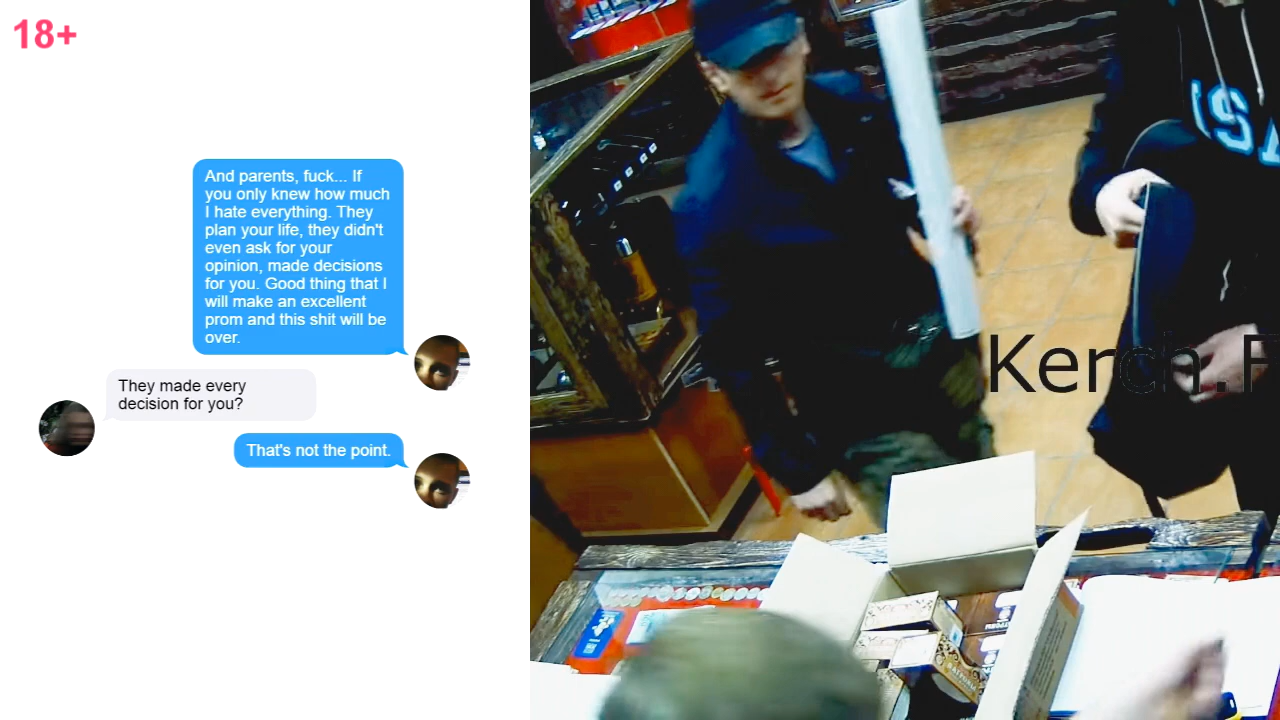 18+
And parents, fuck... If
you only knew how much
I hate everything. They
plan your life, they didn't
even ask for your
opinion, made decisions
for you. Good thing that I
will make an excellent
prom and this shit will be
over.
They made every
decision for you?
That's not the point.
Kerch.F